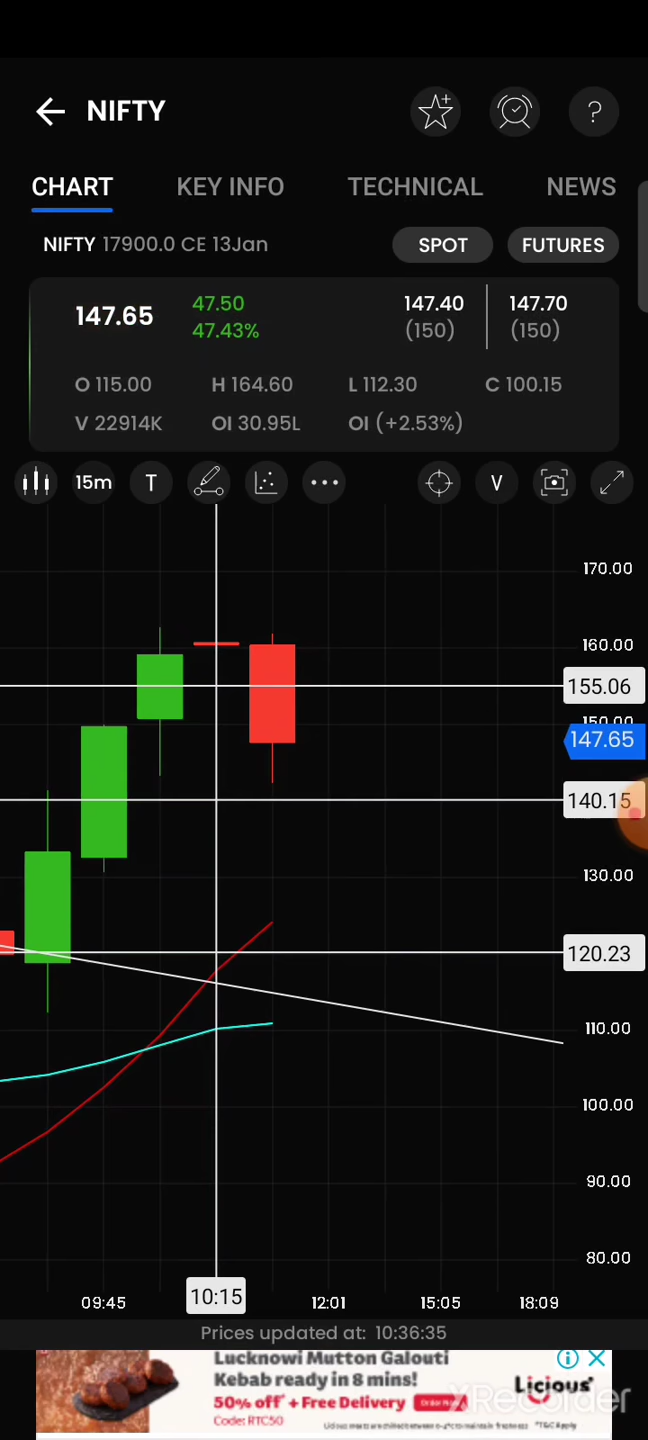 NIFTY
?
CHART KEY INFO TECHNICAL NEWS
NIFTY 17900.0 CE 13Jan SPOT FUTURES
147.65 47.50 147.40 147.70
47.43% (150) (150)
O 115.00 H 164.60 L 112.30 C 100.15
V 22914K OI 30.95L OI (+2.53%)
15m T V
170.00
160.00
155.06
150.00
147.65
140.15
130.00
120.23
110.00
100.00
90.00
80.00
09:45 10:15 12:01 15:05 18:09
Prices updated at: 10:36:35
Lucknowi Mutton Galouti
Kebab ready in 8 mins!
50% off* + Free Delivery Order Now
Code: RTC50
Licious
XRecorder
*T&C Apply